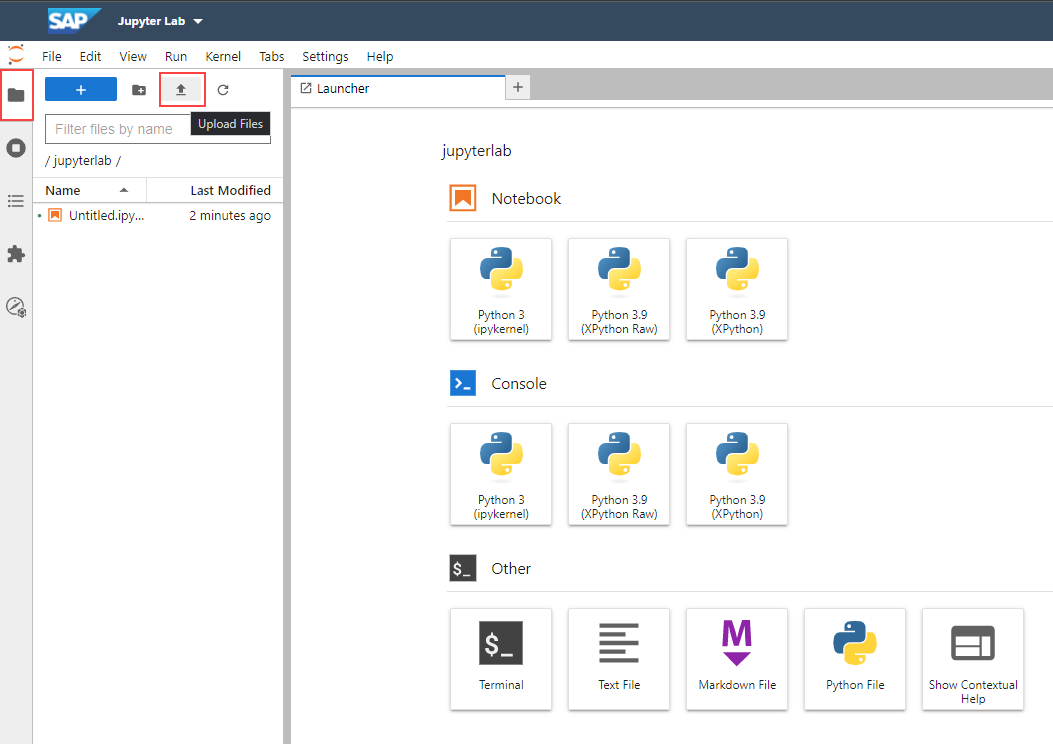 SAP Jupyter Lab
File Edit View Run Kernel Tabs Settings Help
+
Launcher +
Filter files by name
Upload Files
/ jupyterlab /
Name Last Modified
Untitled.ipy... 2 minutes ago
jupyterlab
Notebook
Python 3
(ipykernel)
Python 3.9
(XPython Raw)
Python 3.9
(XPython)
>_ Console
Python 3
(ipykernel)
Python 3.9
(XPython Raw)
Python 3.9
(XPython)
$_ Other
$_
Terminal
Text File
M
Markdown File
Python File
Show Contextual
Help